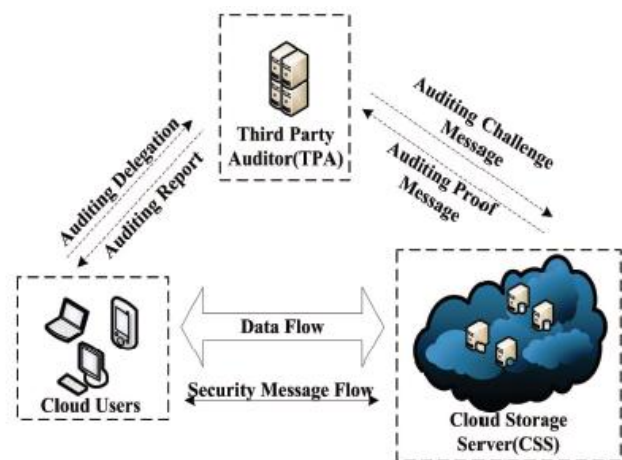 Third Party
Auditor(TPA)
Auditing Delegation
Auditing Report
Auditing Challenge
Message
Auditing Proof
Message
Data Flow
Security Message Flow
Cloud Users
Cloud Storage
Server(CSS)